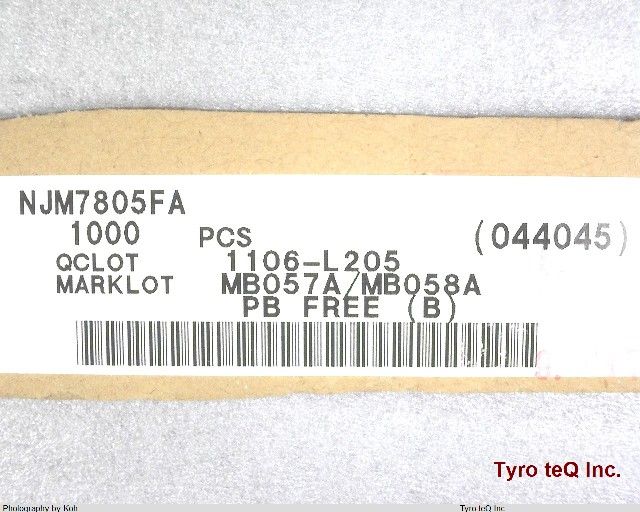 NJM7805FA
1000 PCS (044045)
QCLOT 1106-L205
MARKLOT MB057A/MB058A
PB FREE (B)
Tyro teQ Inc.
Photography by Koh Tyro teQ Inc